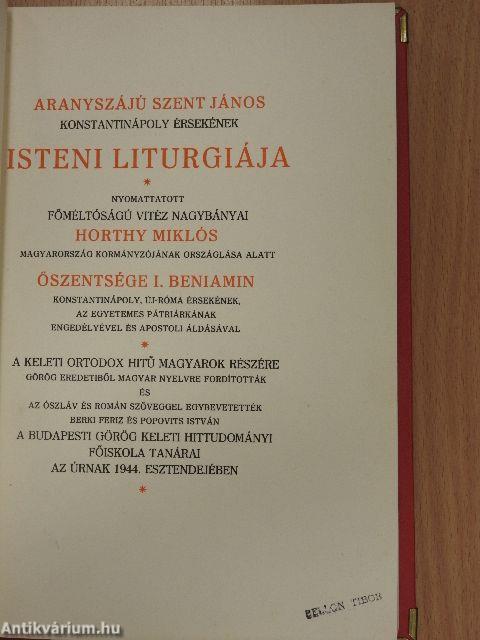 ARANYSZÁJÚ SZENT JÁNOS
KONSTANTINÁPOLY ÉRSEKÉNEK
ISTENI LITURGIÁJA
*
NYOMATTATOTT
FŐMÉLTÓSÁGÚ VITÉZ NAGYBÁNYAI
HORTHY MIKLÓS
MAGYARORSZÁG KORMÁNYZÓJÁNAK ORSZÁGLÁSA ALATT
ŐSZENTSÉGE I. BENIAMIN
KONSTANTINÁPOLY, ÚJ-RÓMA ÉRSEKÉNEK,
AZ EGYETEMES PÁTRIÁRKÁNAK
ENGEDÉLYÉVEL ÉS APOSTOLI ÁLDÁSÁVAL
*
A KELETI ORTODOX HITŰ MAGYAROK RÉSZÉRE
GÖRÖG EREDETIBŐL MAGYAR NYELVRE FORDÍTOTTÁK
ÉS
AZ ÓSZLÁV ÉS ROMÁN SZÖVEGGEL EGYBEVETETTÉK
BERKI FERIZ ÉS POPOVITS ISTVÁN
A BUDAPESTI GÖRÖG KELETI HITTUDOMÁNYI
FŐISKOLA TANÁRAI
AZ ÚRNAK 1944. ESZTENDEJÉBEN
*
BELLON TIBOR
Antikvárium.hu